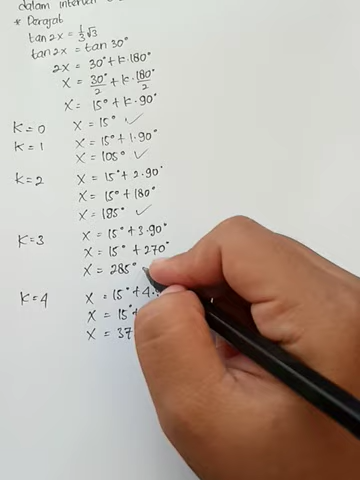 dalam interval
* Derajat
tan 2x = 1/3 √3
tan 2x = tan 30°
2x = 30° + k.180°
x = 30°/2 + k.180°/2
x = 15° + k.90°
k=0 x = 15° ✓
k=1 x = 15° + 1.90°
x = 105° ✓
k=2 x = 15° + 2.90°
x = 15° + 180°
x = 195° ✓
k=3 x = 15° + 3.90°
x = 15° + 270°
x = 285°
k=4 x = 15° + 4.
x = 15° +
x = 37